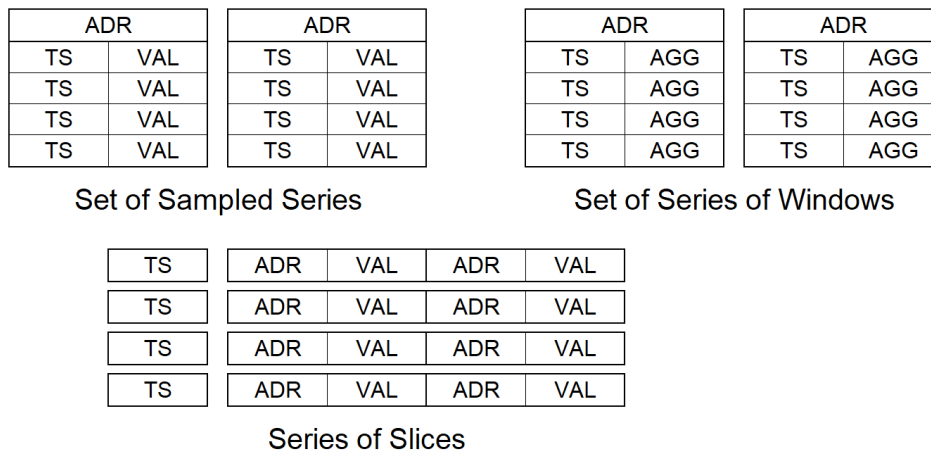 ADR ADR ADR ADR
TS VAL TS VAL TS AGG TS AGG
TS VAL TS VAL TS AGG TS AGG
TS VAL TS VAL TS AGG TS AGG
TS VAL TS VAL TS AGG TS AGG
Set of Sampled Series Set of Series of Windows
TS ADR VAL ADR VAL
TS ADR VAL ADR VAL
TS ADR VAL ADR VAL
TS ADR VAL ADR VAL
Series of Slices